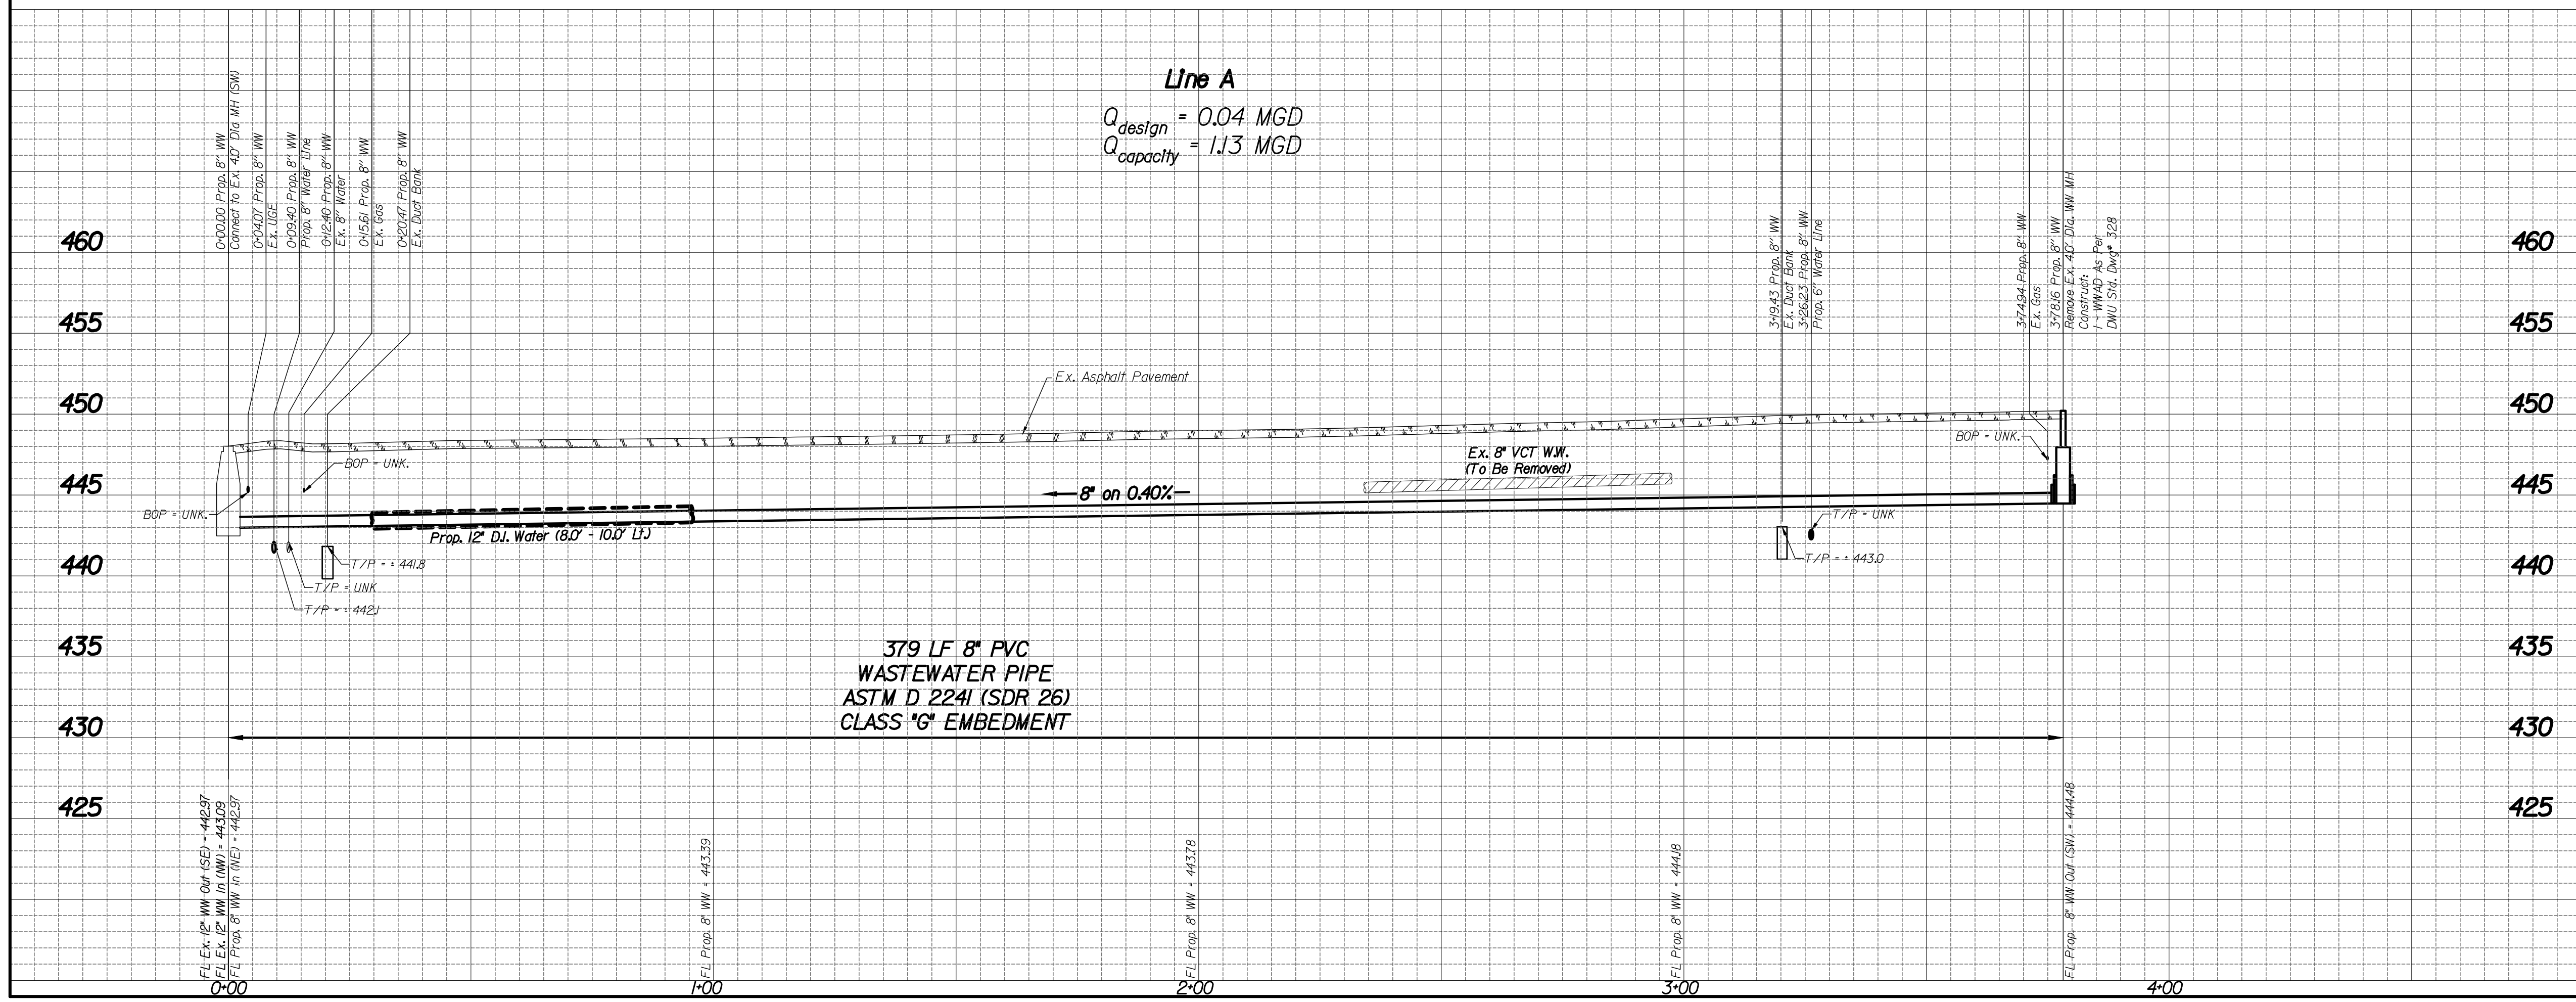 Line A
Qdesign = 0.04 MGD
Qcapacity = 1.13 MGD
0+00.00 Prop. 8" WW
Connect to Ex. 4.0' Dia MH (SW)
0+04.07 Prop. 8" WW
Ex. UGE
0+09.40 Prop. 8" WW
Prop. 8" Water Line
0+12.40 Prop. 8" WW
Ex. 8" Water
0+15.61 Prop. 8" WW
Ex. Gas
0+20.47 Prop. 8" WW
Ex. Duct Bank
3+19.43 Prop. 8" WW
Ex. Duct Bank
3+26.23 Prop. 8" WW
Prop. 6" Water Line
3+74.94 Prop. 8" WW
Ex. Gas
3+78.16 Prop. 8" WW
Remove Ex. 4.0' Dia. WW MH
Construct:
1 - WWAD As Per
DWU Std. Dwg# 328
460
460
455
455
450
450
445
445
440
440
435
435
430
430
425
425
Ex. Asphalt Pavement
BOP = UNK.
BOP = UNK.
BOP = UNK.
Ex. 8" VCT W.W.
(To Be Removed)
8" on 0.40%
Prop. 12" D.I. Water (8.0' - 10.0' Lt.)
T/P = UNK
T/P = ± 443.0
T/P = ± 441.8
T/P = UNK
T/P = ± 442.1
379 LF 8" PVC
WASTEWATER PIPE
ASTM D 2241 (SDR 26)
CLASS "G" EMBEDMENT
FL Ex. 12" WW Out (SE) = 442.97
FL Ex. 12" WW In (NW) = 443.09
FL Prop. 8" WW In (NE) = 442.97
FL Prop. 8" WW = 443.39
FL Prop. 8" WW = 443.78
FL Prop. 8" WW = 444.18
FL Prop. 8" WW Out (SW) = 444.48
0+00
1+00
2+00
3+00
4+00